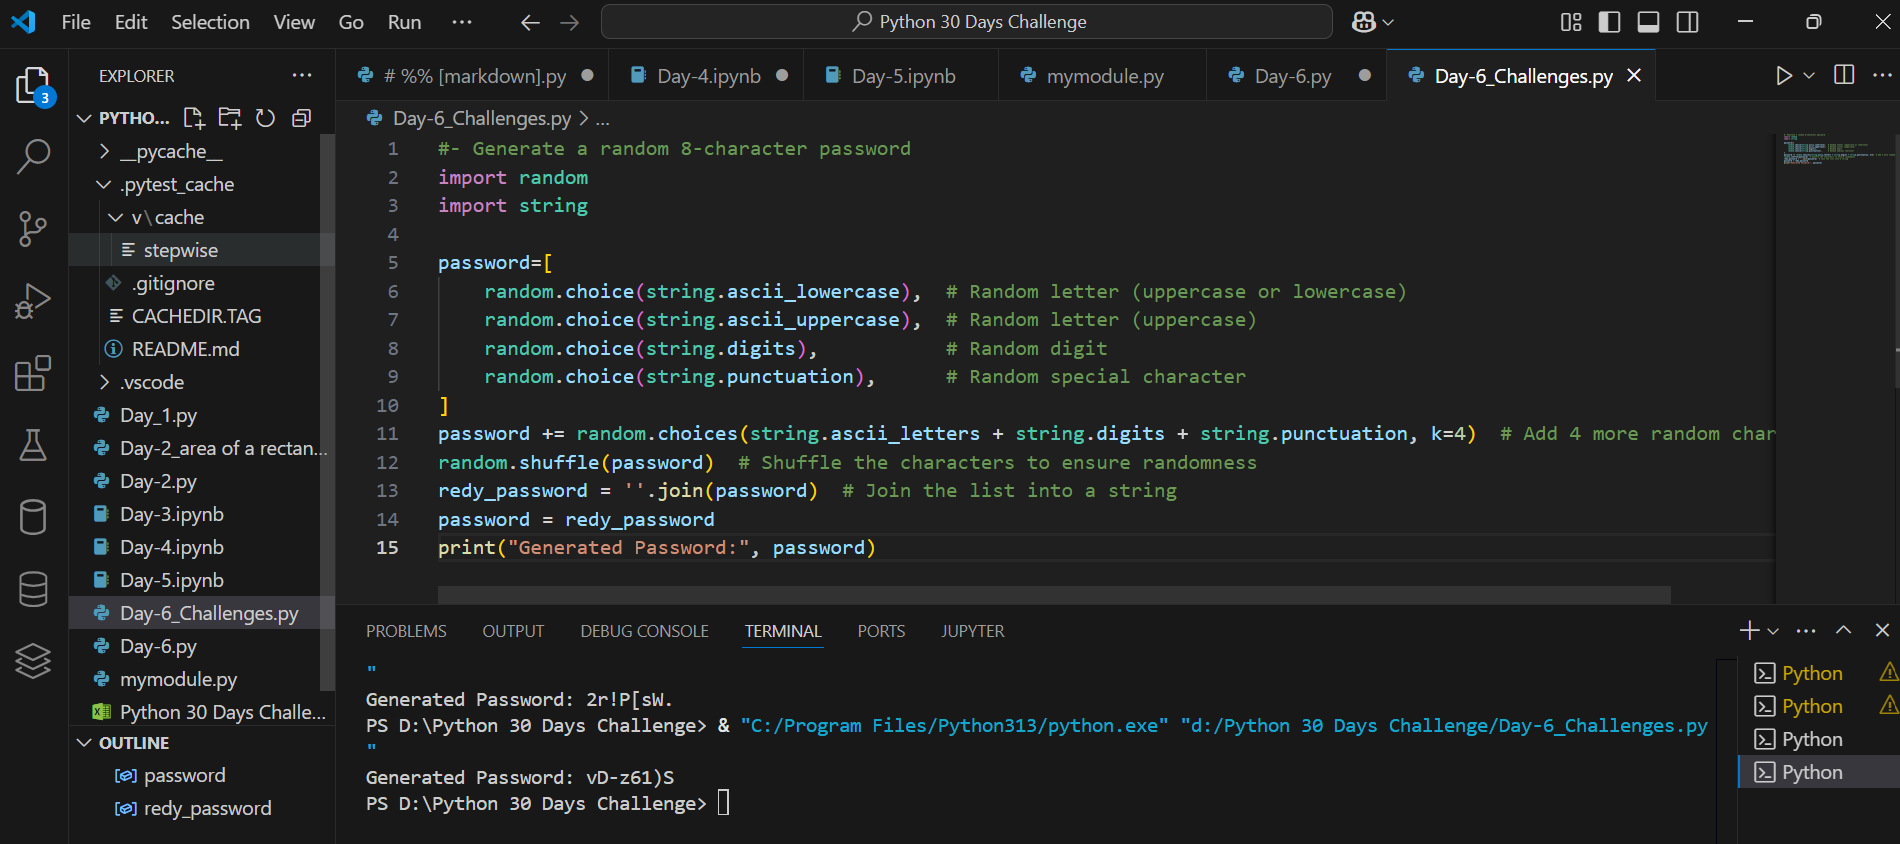 File Edit Selection View Go Run ··· Python 30 Days Challenge
EXPLORER ···
3
PYTHO...
__pycache__
.pytest_cache
v\cache
stepwise
.gitignore
CACHEDIR.TAG
README.md
.vscode
Day_1.py
Day-2_area of a rectan...
Day-2.py
Day-3.ipynb
Day-4.ipynb
Day-5.ipynb
Day-6_Challenges.py
Day-6.py
mymodule.py
Python 30 Days Challe...
OUTLINE
password
redy_password
# %% [markdown].py Day-4.ipynb Day-5.ipynb mymodule.py Day-6.py Day-6_Challenges.py
Day-6_Challenges.py > ...
1 #- Generate a random 8-character password
2 import random
3 import string
4
5 password=[
6 random.choice(string.ascii_lowercase),  # Random letter (uppercase or lowercase)
7 random.choice(string.ascii_uppercase),  # Random letter (uppercase)
8 random.choice(string.digits),           # Random digit
9 random.choice(string.punctuation),      # Random special character
10 ]
11 password += random.choices(string.ascii_letters + string.digits + string.punctuation, k=4)  # Add 4 more random char
12 random.shuffle(password)  # Shuffle the characters to ensure randomness
13 redy_password = ''.join(password)  # Join the list into a string
14 password = redy_password
15 print("Generated Password:", password)
PROBLEMS OUTPUT DEBUG CONSOLE TERMINAL PORTS JUPYTER
"
Generated Password: 2r!P[sW.
PS D:\Python 30 Days Challenge> & "C:/Program Files/Python313/python.exe" "d:/Python 30 Days Challenge/Day-6_Challenges.py
"
Generated Password: vD-z61)S
PS D:\Python 30 Days Challenge>
Python
Python
Python
Python